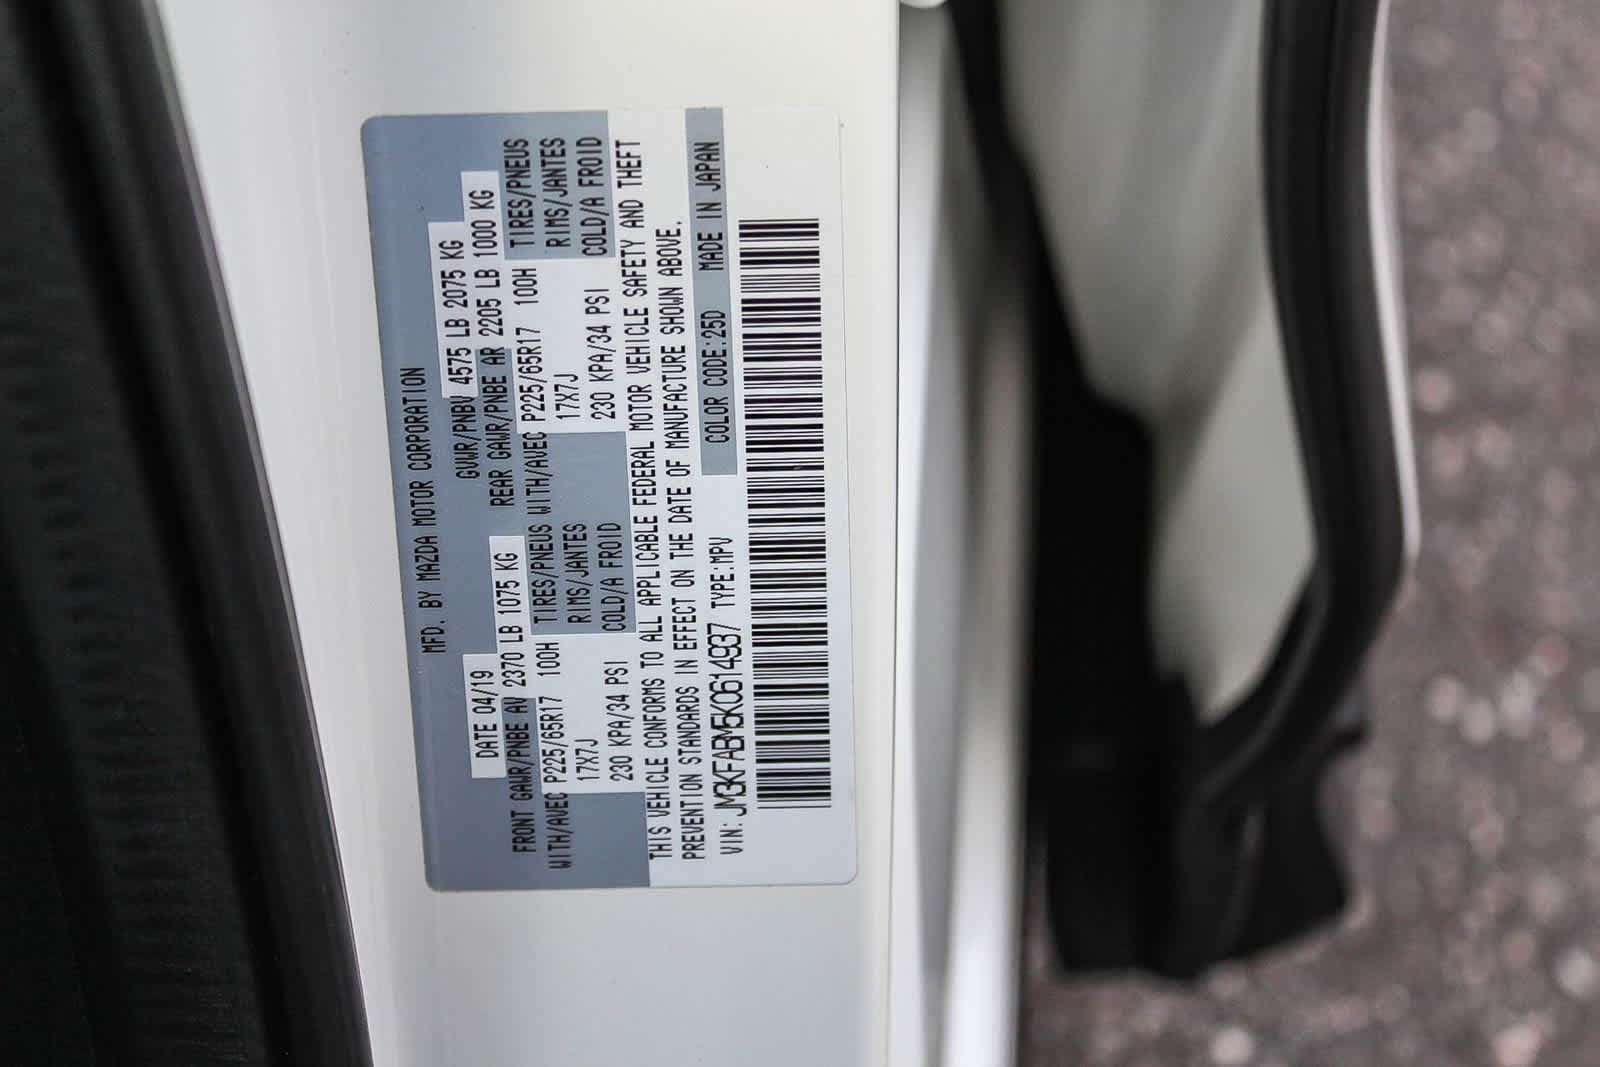 MFD. BY MAZDA MOTOR CORPORATION
DATE 04/19 GVWR/PNBV 4575 LB 2075 KG
FRONT GAWR/PNBE AV 2370 LB 1075 KG REAR GAWR/PNBE AR 2205 LB 1000 KG
WITH/AVEC P225/65R17 100H TIRES/PNEUS WITH/AVEC P225/65R17 100H TIRES/PNEUS
17X7J RIMS/JANTES 17X7J RIMS/JANTES
230 KPA/34 PSI COLD/A FROID 230 KPA/34 PSI COLD/A FROID
THIS VEHICLE CONFORMS TO ALL APPLICABLE FEDERAL MOTOR VEHICLE SAFETY AND THEFT
PREVENTION STANDARDS IN EFFECT ON THE DATE OF MANUFACTURE SHOWN ABOVE.
VIN: JM3KFABM5K0614937 TYPE:MPV COLOR CODE:25D MADE IN JAPAN